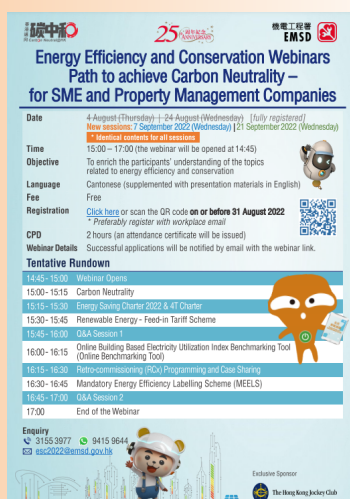 碳中和
25 周年紀念
Anniversary
機電工程署
EMSD
Energy Efficiency and Conservation Webinars
Path to achieve Carbon Neutrality –
for SME and Property Management Companies
Date 4 August (Thursday) | 24 August (Wednesday) [fully registered]
New sessions: 7 September 2022 (Wednesday) | 21 September 2022 (Wednesday)
* Identical contents for all sessions
Time 15:00 – 17:00 (the webinar will be opened at 14:45)
Objective To enrich the participants' understanding of the topics
related to energy efficiency and conservation
Language Cantonese (supplemented with presentation materials in English)
Fee Free
Registration Click here or scan the QR code on or before 31 August 2022
* Preferably register with workplace email
CPD 2 hours (an attendance certificate will be issued)
Webinar Details Successful applications will be notified by email with the webinar link.
Tentative Rundown
14:45 - 15:00 Webinar Opens
15:00 - 15:15 Carbon Neutrality
15:15 - 15:30 Energy Saving Charter 2022 & 4T Charter
15:30 - 15:45 Renewable Energy - Feed-in Tariff Scheme
15:45 - 16:00 Q&A Session 1
16:00 - 16:15 Online Building Based Electricity Utilization Index Benchmarking Tool
(Online Benchmarking Tool)
16:15 - 16:30 Retro-commissioning (RCx) Programming and Case Sharing
16:30 - 16:45 Mandatory Energy Efficiency Labelling Scheme (MEELS)
16:45 - 17:00 Q&A Session 2
17:00 End of the Webinar
Enquiry
3155 3977 9415 9644
esc2022@emsd.gov.hk
Exclusive Sponsor
The Hong Kong Jockey Club